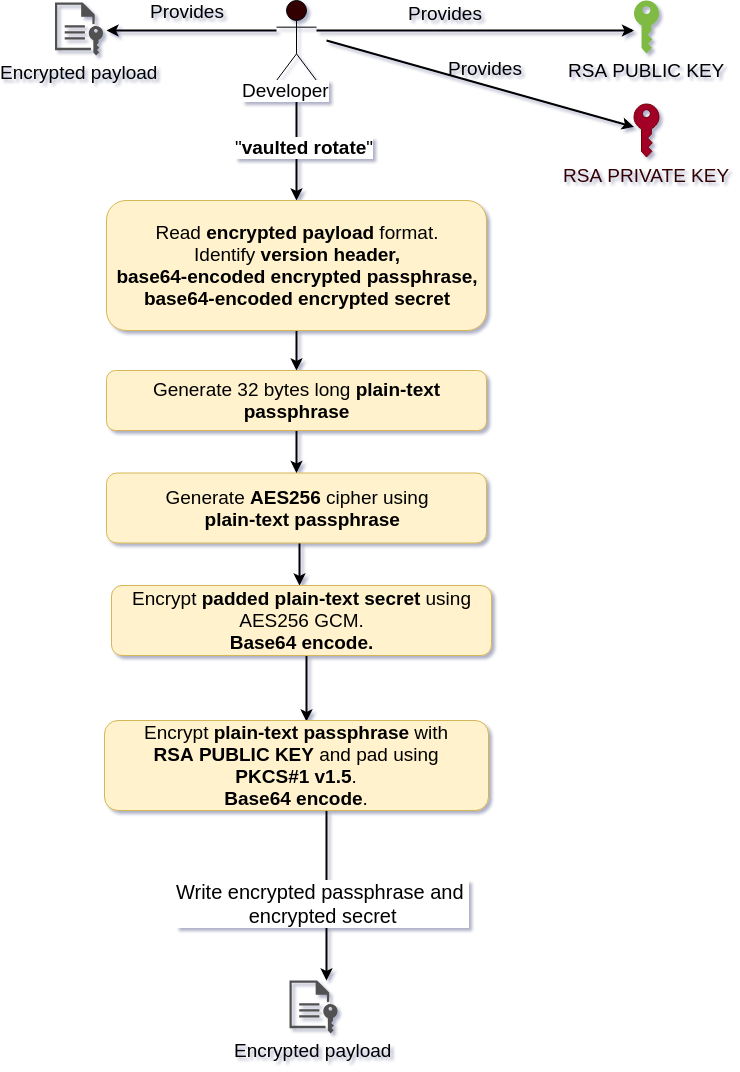 Provides
Provides
Encrypted payload
Developer
Provides
RSA PUBLIC KEY
"vaulted rotate"
RSA PRIVATE KEY
Read encrypted payload format.
Identify version header,
base64-encoded encrypted passphrase,
base64-encoded encrypted secret
Generate 32 bytes long plain-text
passphrase
Generate AES256 cipher using
plain-text passphrase
Encrypt padded plain-text secret using
AES256 GCM.
Base64 encode.
Encrypt plain-text passphrase with
RSA PUBLIC KEY and pad using
PKCS#1 v1.5.
Base64 encode.
Write encrypted passphrase and
encrypted secret
Encrypted payload